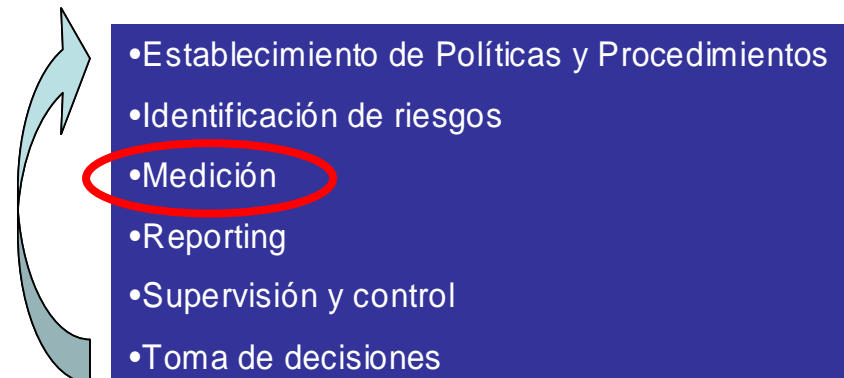 •Establecimiento de Políticas y Procedimientos
•Identificación de riesgos
•Medición
•Reporting
•Supervisión y control
•Toma de decisiones